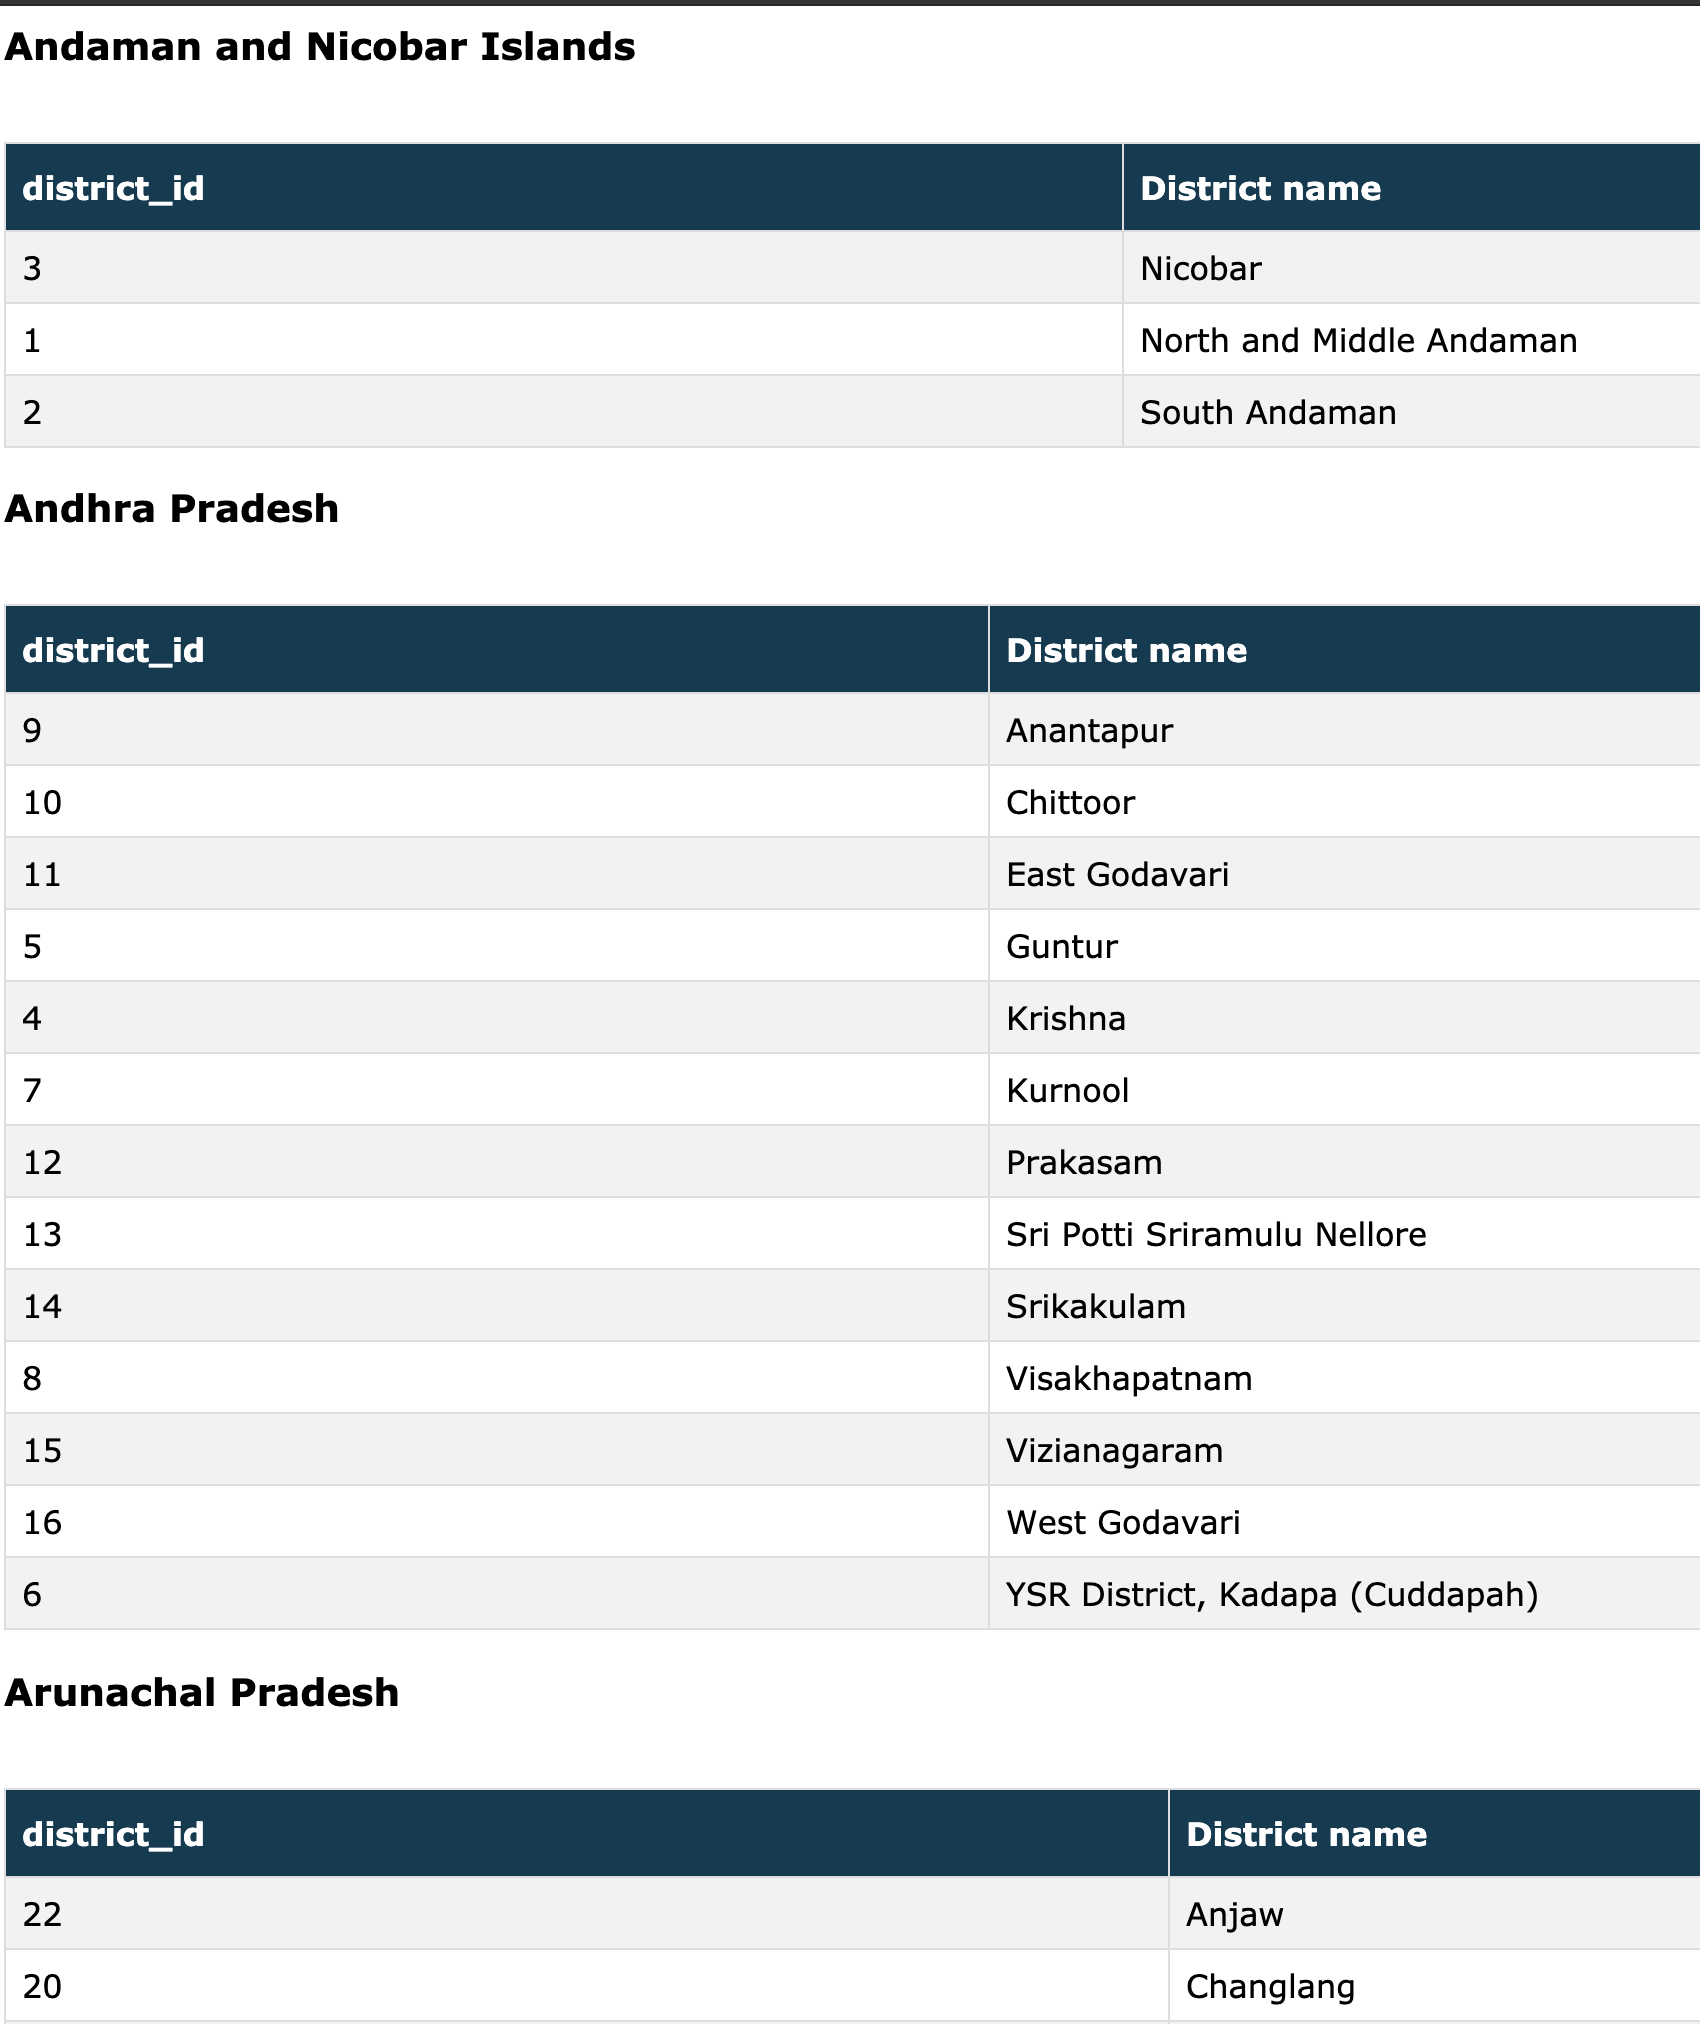 Andaman and Nicobar Islands
district_id District name
3 Nicobar
1 North and Middle Andaman
2 South Andaman
Andhra Pradesh
district_id District name
9 Anantapur
10 Chittoor
11 East Godavari
5 Guntur
4 Krishna
7 Kurnool
12 Prakasam
13 Sri Potti Sriramulu Nellore
14 Srikakulam
8 Visakhapatnam
15 Vizianagaram
16 West Godavari
6 YSR District, Kadapa (Cuddapah)
Arunachal Pradesh
district_id District name
22 Anjaw
20 Changlang